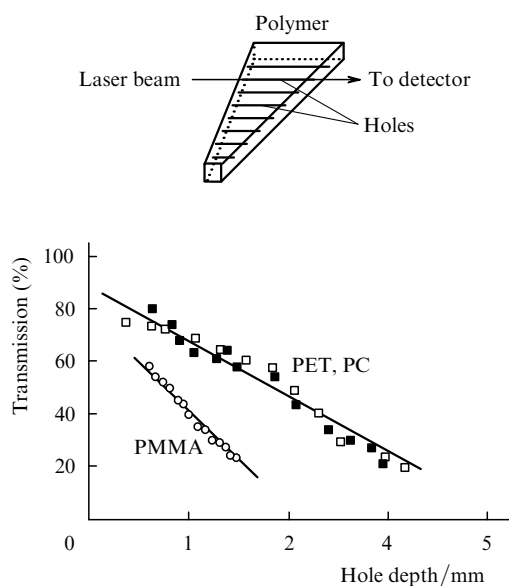 Polymer
Laser beam
To detector
Holes
Transmission (%)
100
80
60
40
20
0
PET, PC
PMMA
1
2
4
5
Hole depth/mm